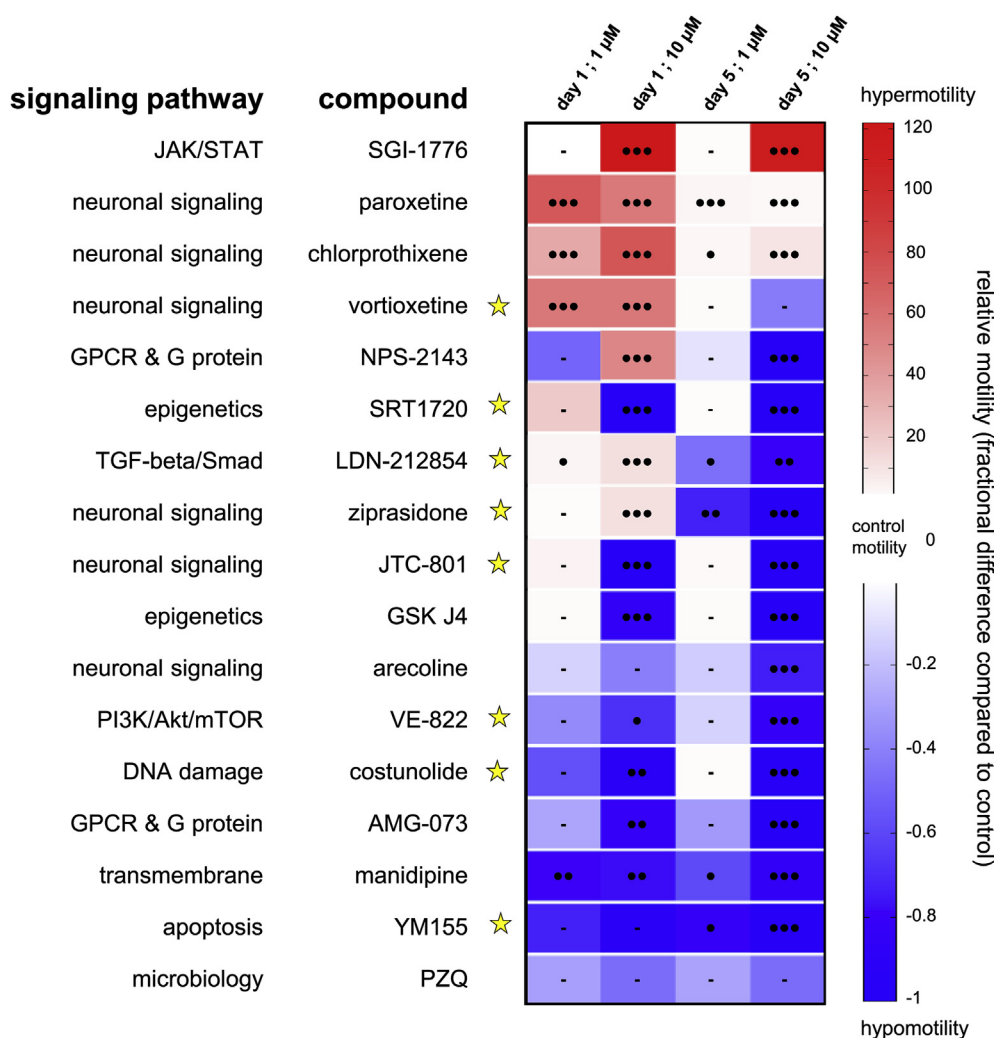 day 1 ; 1 µM
day 1 ; 10 µM
day 5 ; 1 µM
day 5 ; 10 µM
signaling pathway compound
hypermotility
JAK/STAT SGI-1776 - ●●● - ●●●
neuronal signaling paroxetine ●●● ●●● ●●● ●●●
neuronal signaling chlorprothixene ●●● ●●● ● ●●●
neuronal signaling vortioxetine ●●● ●●● - -
GPCR & G protein NPS-2143 - ●●● - ●●●
epigenetics SRT1720 - ●●● - ●●●
TGF-beta/Smad LDN-212854 ● ●●● ● ●●
neuronal signaling ziprasidone - ●●● ●● ●●●
neuronal signaling JTC-801 - ●●● - ●●●
epigenetics GSK J4 - ●●● - ●●●
neuronal signaling arecoline - - - ●●●
PI3K/Akt/mTOR VE-822 - ● - ●●●
DNA damage costunolide - ●● - ●●●
GPCR & G protein AMG-073 - ●● - ●●●
transmembrane manidipine ●● ●● ● ●●●
apoptosis YM155 - - ● ●●●
microbiology PZQ - - - -
120
100
80
60
40
20
control motility
0
-0.2
-0.4
-0.6
-0.8
-1
hypomotility
relative motility (fractional difference compared to control)